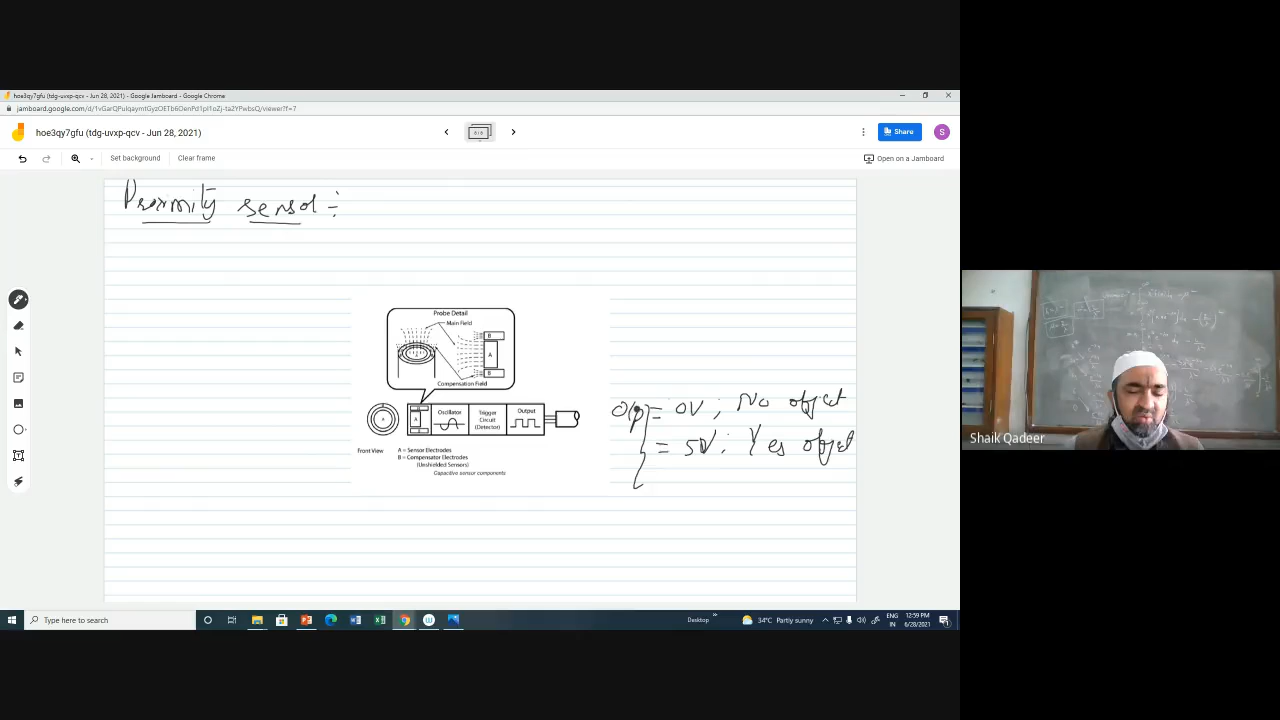 hoe3qy7gfu (tdg-uvxp-qcv - Jun 28, 2021) - Google Jamboard - Google Chrome
hoe3qy7gfu (tdg-uvxp-qcv - Jun 28, 2021)
Share
S
Set background
Clear frame
Open on a Jamboard
Proximity sensor :-
Probe Detail
Main Field
B
A
B
Compensation Field
A
Oscillator
Trigger
Circuit
(Detector)
Output
Front View
A = Sensor Electrodes
B = Compensator Electrodes
(Unshielded Sensors)
Capacitive sensor components
O/p = 0V ; No object
= 5V ; Yes object
Shaik Qadeer
Type here to search
Desktop
34°C Partly sunny
ENG
IN
12:59 PM
6/28/2021